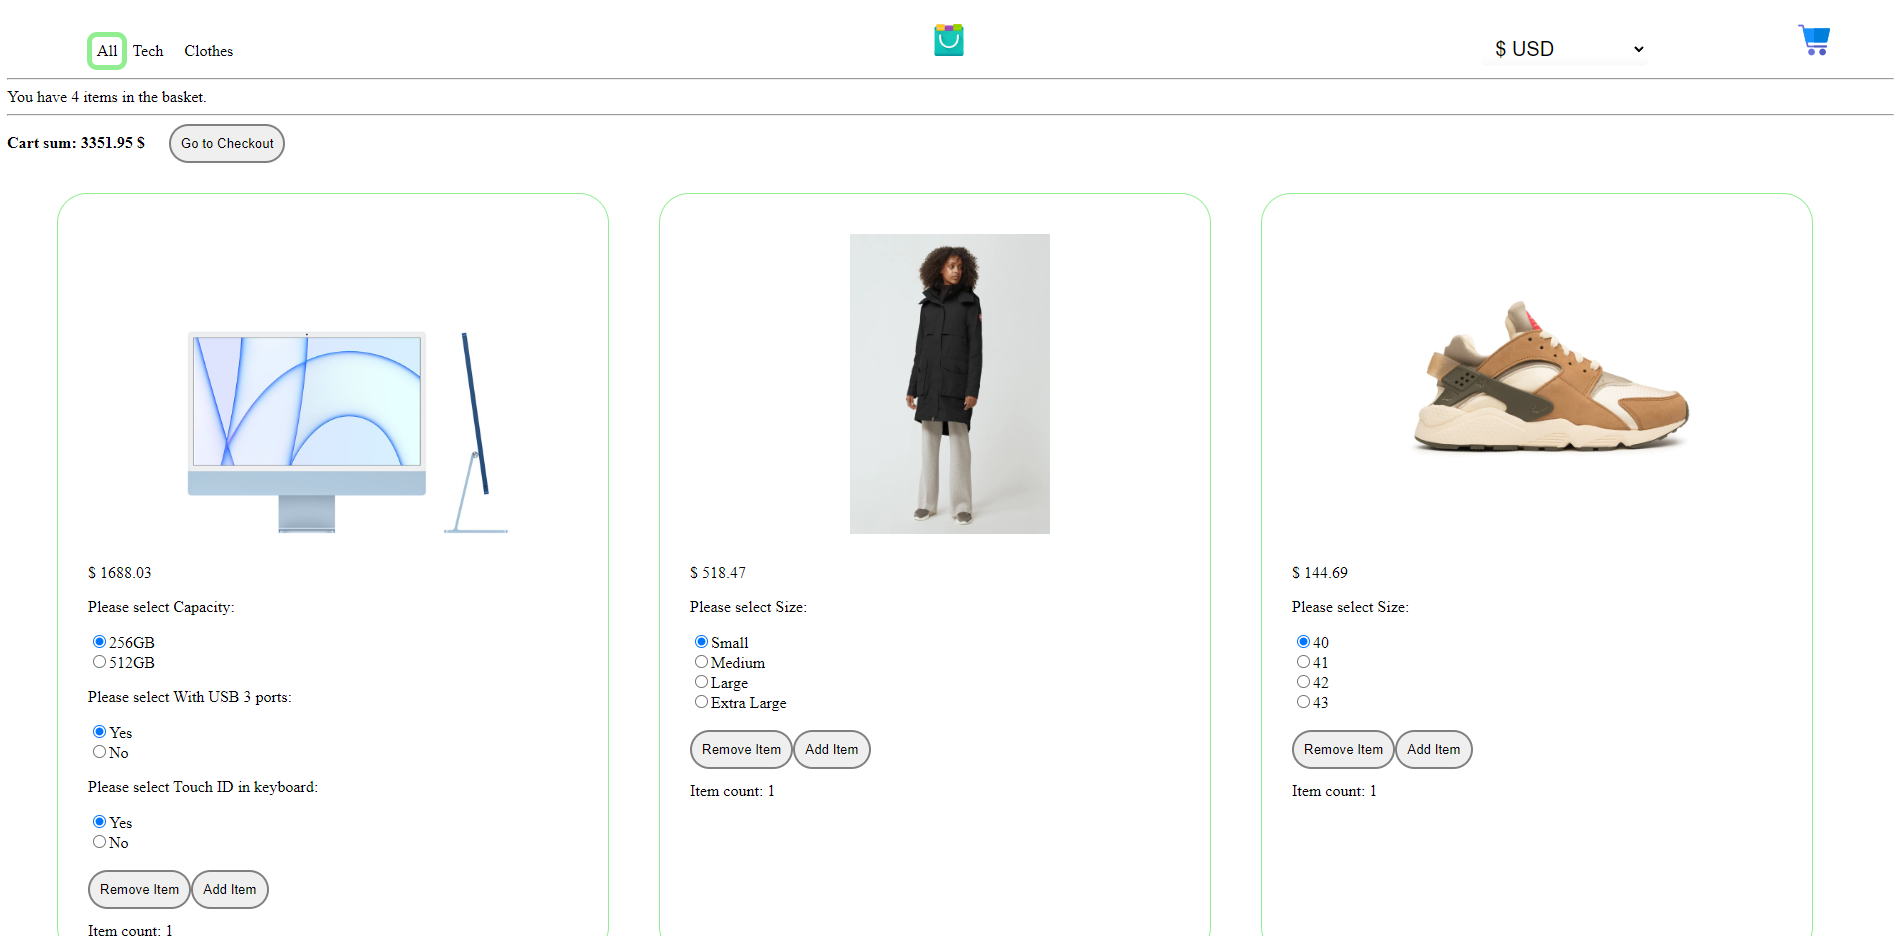 All Tech Clothes $ USD
You have 4 items in the basket.
Cart sum: 3351.95 $ Go to Checkout
$ 1688.03
Please select Capacity:
256GB
512GB
Please select With USB 3 ports:
Yes
No
Please select Touch ID in keyboard:
Yes
No
Remove Item Add Item
Item count: 1
$ 518.47
Please select Size:
Small
Medium
Large
Extra Large
Remove Item Add Item
Item count: 1
$ 144.69
Please select Size:
40
41
42
43
Remove Item Add Item
Item count: 1